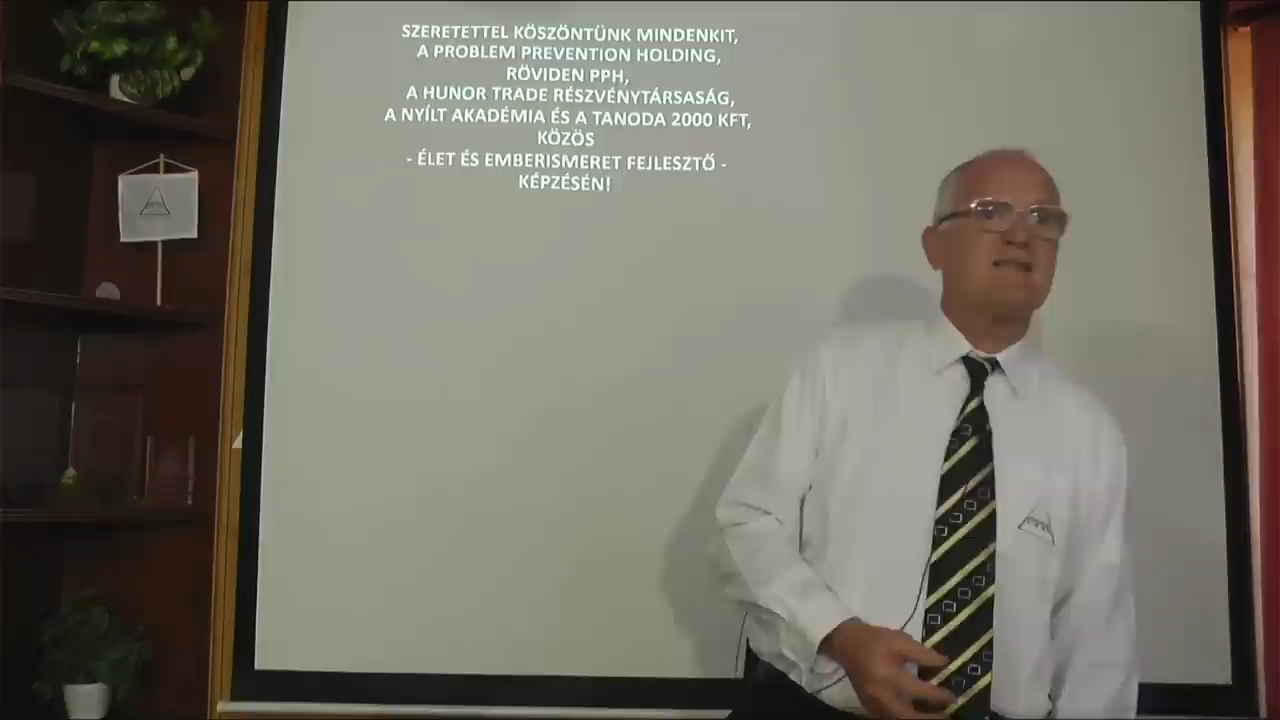 SZERETETTEL KÖSZÖNTÜNK MINDENKIT,
A PROBLEM PREVENTION HOLDING,
RÖVIDEN PPH,
A HUNOR TRADE RÉSZVÉNYTÁRSASÁG,
A NYÍLT AKADÉMIA ÉS A TANODA 2000 KFT,
KÖZÖS
- ÉLET ÉS EMBERISMERET FEJLESZTŐ -
KÉPZÉSÉN!